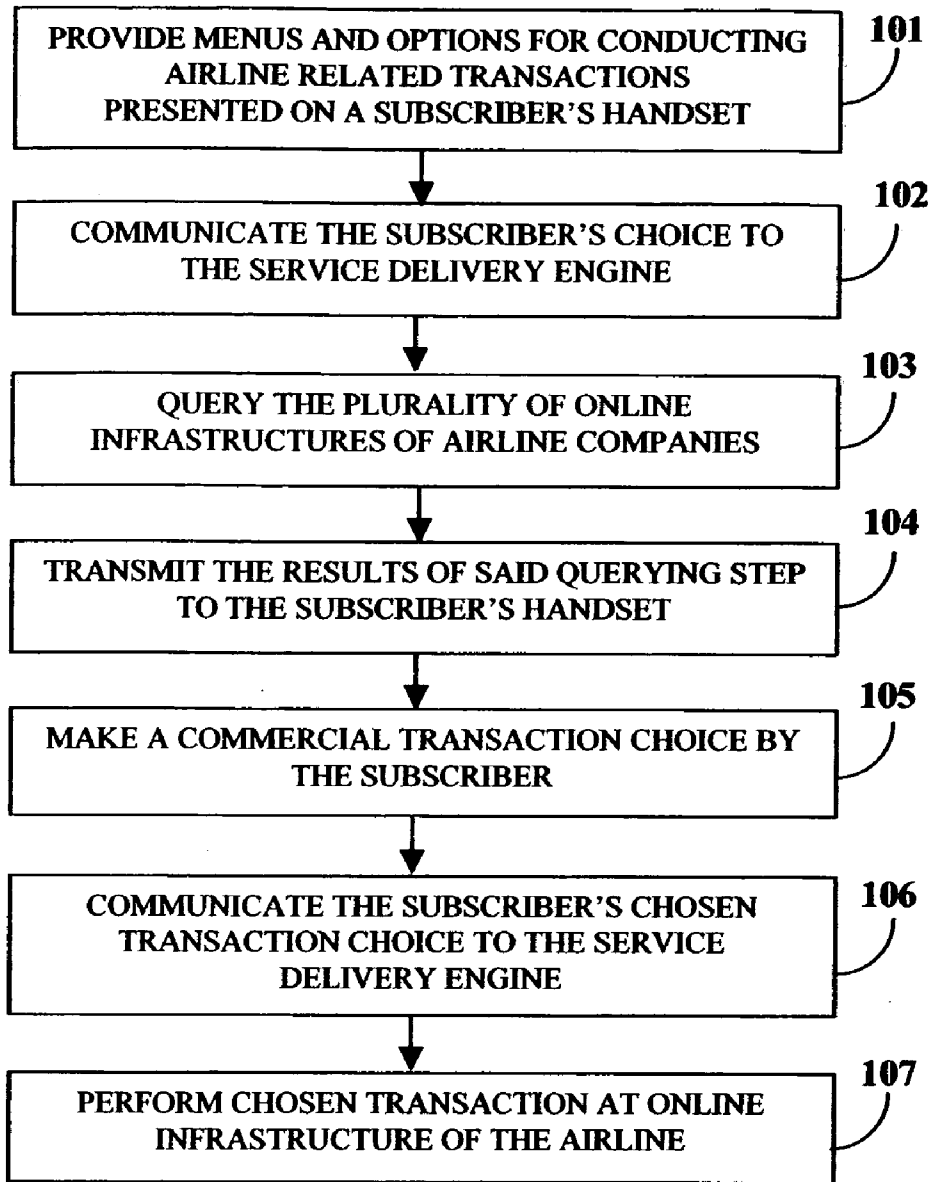 PROVIDE MENUS AND OPTIONS FOR CONDUCTING
AIRLINE RELATED TRANSACTIONS
PRESENTED ON A SUBSCRIBER'S HANDSET
101
COMMUNICATE THE SUBSCRIBER'S CHOICE TO
THE SERVICE DELIVERY ENGINE
102
QUERY THE PLURALITY OF ONLINE
INFRASTRUCTURES OF AIRLINE COMPANIES
103
TRANSMIT THE RESULTS OF SAID QUERYING STEP
TO THE SUBSCRIBER'S HANDSET
104
MAKE A COMMERCIAL TRANSACTION CHOICE BY
THE SUBSCRIBER
105
COMMUNICATE THE SUBSCRIBER'S CHOSEN
TRANSACTION CHOICE TO THE SERVICE
DELIVERY ENGINE
106
PERFORM CHOSEN TRANSACTION AT ONLINE
INFRASTRUCTURE OF THE AIRLINE
107